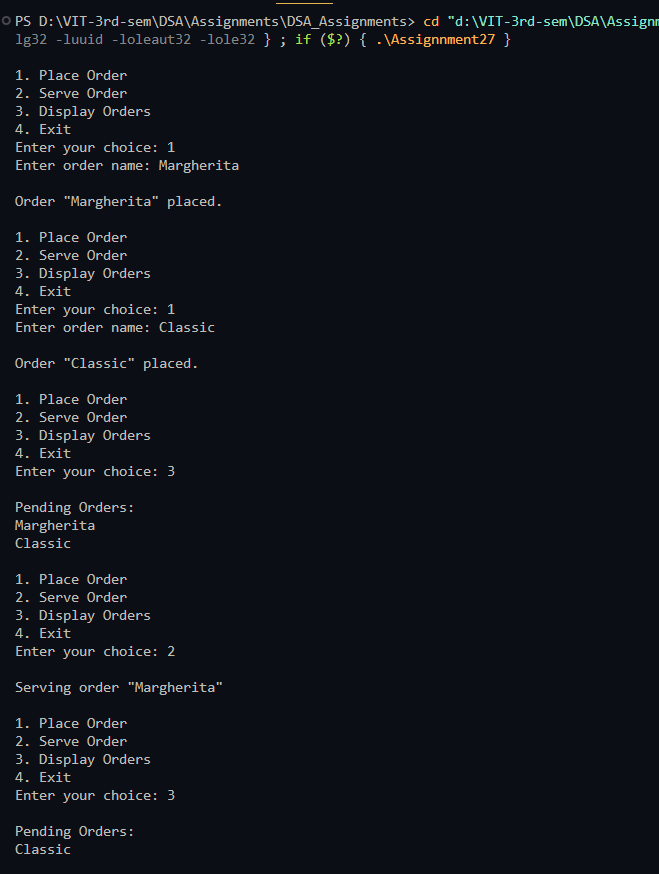 PS D:\VIT-3rd-sem\DSA\Assignments\DSA_Assignments> cd "d:\VIT-3rd-sem\DSA\Assignm
lg32 -luuid -loleaut32 -lole32 } ; if ($?) { .\Assignnment27 }
1. Place Order
2. Serve Order
3. Display Orders
4. Exit
Enter your choice: 1
Enter order name: Margherita
Order "Margherita" placed.
1. Place Order
2. Serve Order
3. Display Orders
4. Exit
Enter your choice: 1
Enter order name: Classic
Order "Classic" placed.
1. Place Order
2. Serve Order
3. Display Orders
4. Exit
Enter your choice: 3
Pending Orders:
Margherita
Classic
1. Place Order
2. Serve Order
3. Display Orders
4. Exit
Enter your choice: 2
Serving order "Margherita"
1. Place Order
2. Serve Order
3. Display Orders
4. Exit
Enter your choice: 3
Pending Orders:
Classic